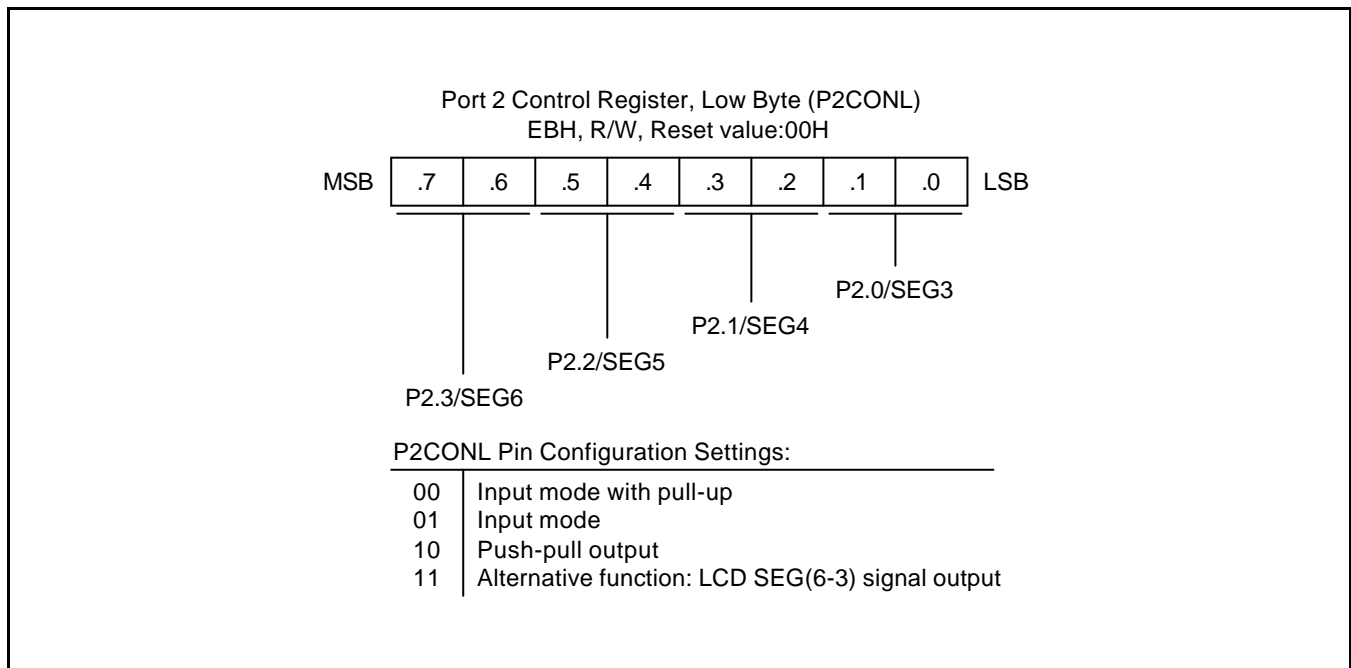 Port 2 Control Register, Low Byte (P2CONL)
EBH, R/W, Reset value:00H
MSB .7 .6 .5 .4 .3 .2 .1 .0 LSB
P2.0/SEG3
P2.1/SEG4
P2.2/SEG5
P2.3/SEG6
P2CONL Pin Configuration Settings:
00 Input mode with pull-up
01 Input mode
10 Push-pull output
11 Alternative function: LCD SEG(6-3) signal output